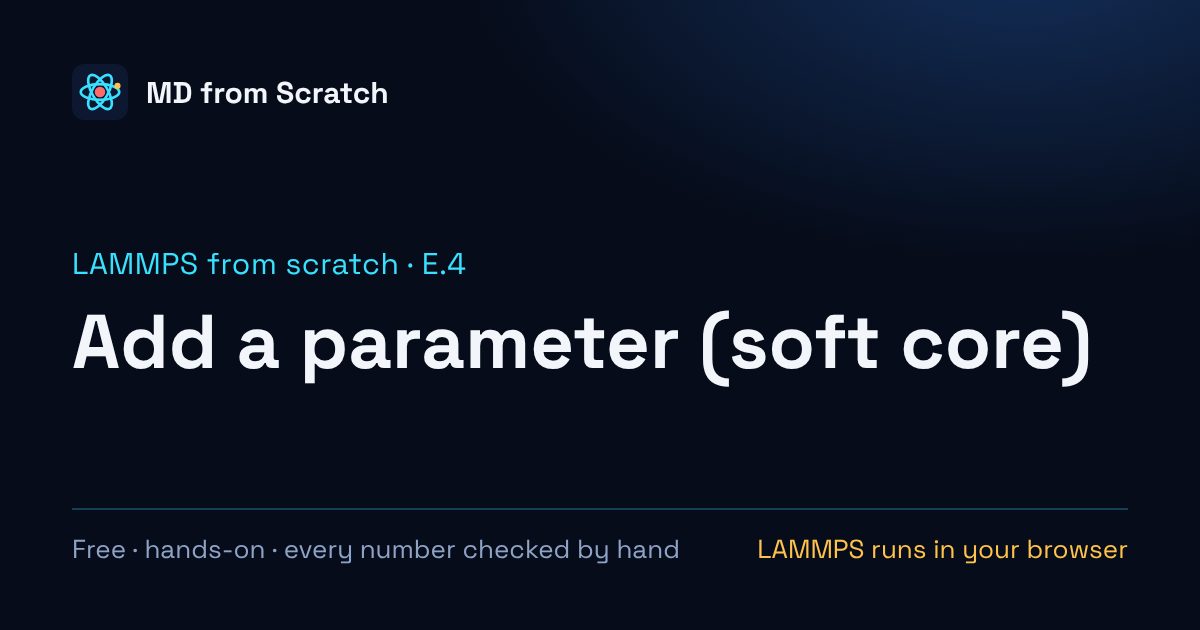 MD from Scratch
LAMMPS from scratch · E.4
Add a parameter (soft core)
Free · hands-on · every number checked by hand
LAMMPS runs in your browser